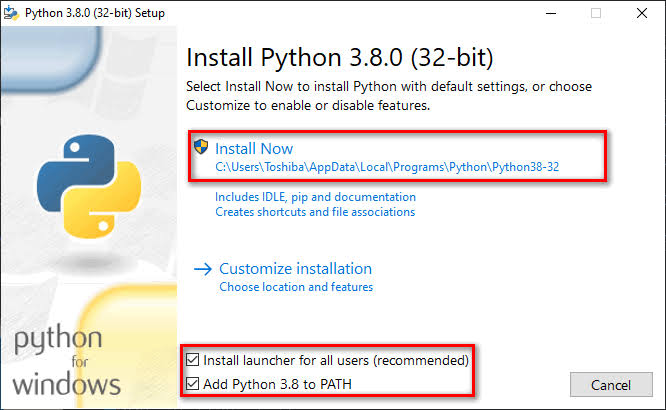 Python 3.8.0 (32-bit) Setup
Install Python 3.8.0 (32-bit)
Select Install Now to install Python with default settings, or choose
Customize to enable or disable features.
Install Now
C:\Users\Toshiba\AppData\Local\Programs\Python\Python38-32
Includes IDLE, pip and documentation
Creates shortcuts and file associations
Customize installation
Choose location and features
python
for
windows
Install launcher for all users (recommended)
Add Python 3.8 to PATH
Cancel